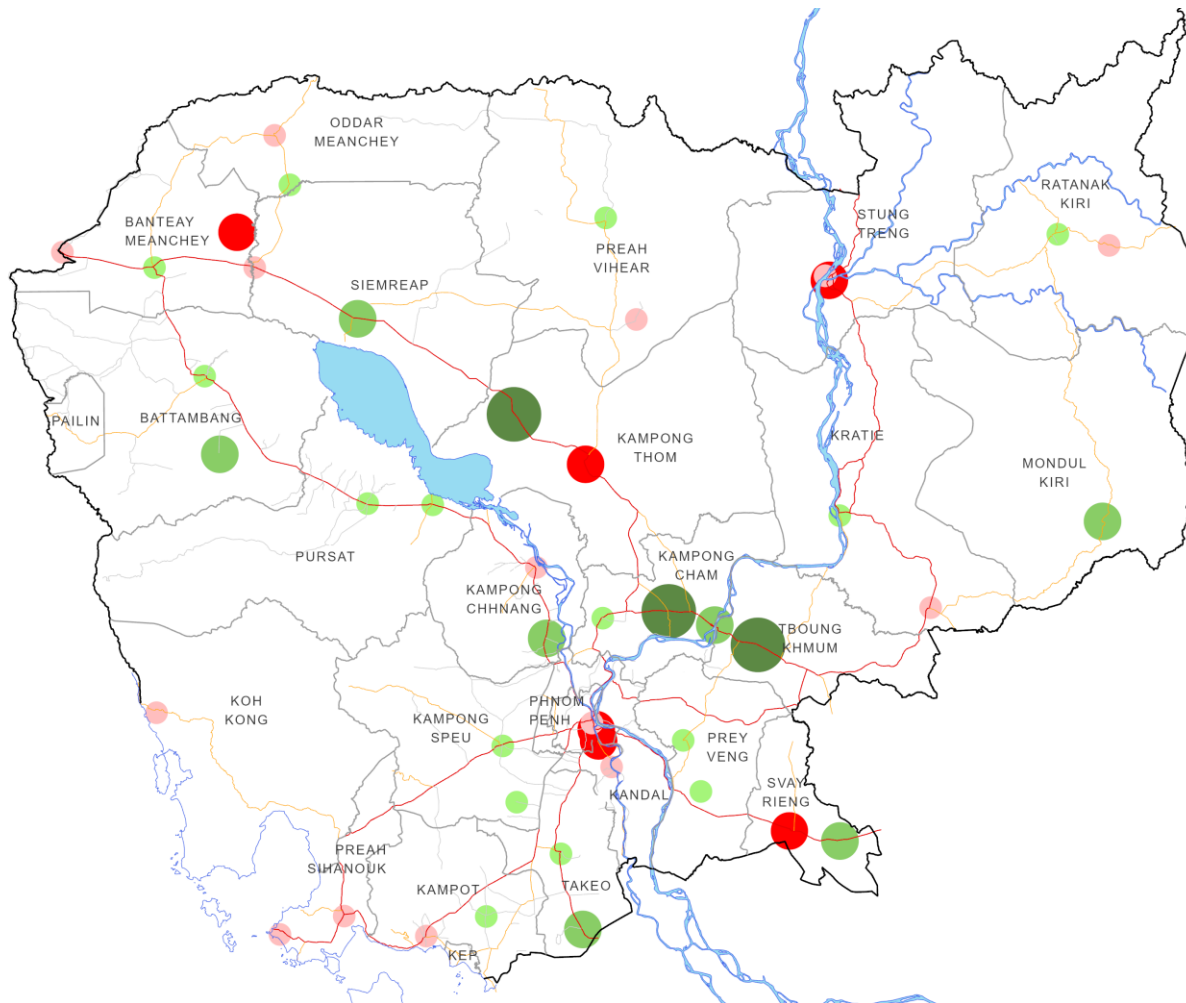 ODDAR
MEANCHEY
RATANAK
KIRI
BANTEAY
MEANCHEY
STUNG
TRENG
PREAH
VIHEAR
SIEMREAP
PAILIN
BATTAMBANG
KAMPONG
THOM
KRATIE
MONDUL
KIRI
PURSAT
KAMPONG
CHAM
KAMPONG
CHHNANG
TBOUNG
KHMUM
KOH
KONG
PHNOM
PENH
KAMPONG
SPEU
PREY
VENG
SVAY
RIENG
KANDAL
PREAH
SIHANOUK
KAMPOT
TAKEO
KEP